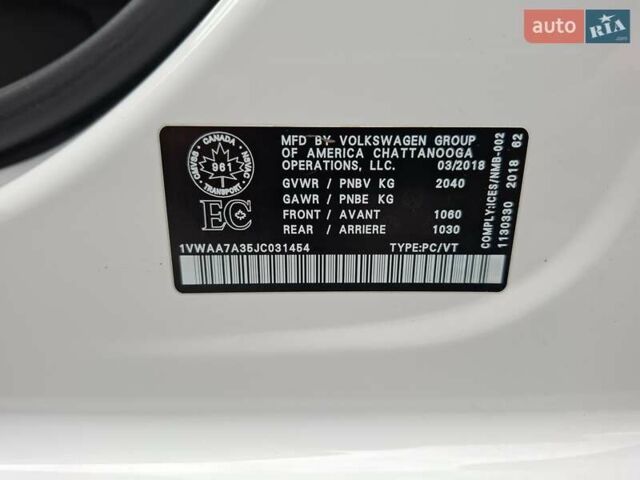 auto RIA .com
MFD BY VOLKSWAGEN GROUP
OF AMERICA CHATTANOOGA
OPERATIONS, LLC. 03/2018
GVWR / PNBV KG 2040
GAWR / PNBE KG
FRONT / AVANT 1060
REAR / ARRIERE 1030
1VWAA7A35JC031454 TYPE:PC/VT
CANADA
961
TRANSPORT
EC
COMPLY:ICES/NMB-002
1130330 2018 62